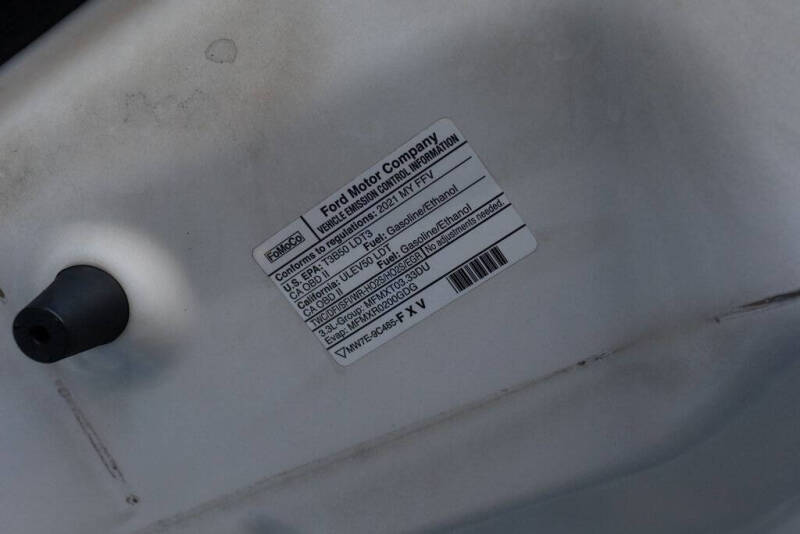 FoMoCo
Ford Motor Company
VEHICLE EMISSION CONTROL INFORMATION
Conforms to regulations: 2021 MY FFV
U.S. EPA: T3B50 LDT3
CA OBD II Fuel: Gasoline/Ethanol
California: ULEV50 LDT
CA OBD II Fuel: Gasoline/Ethanol
TWC/DFI/SFI/WR-HO2S/HO2S/EGR No adjustments needed.
3.3L-Group: MFMXT03.33DU
Evap: MFMXR0200GDG
MW7E-9C485-FXV